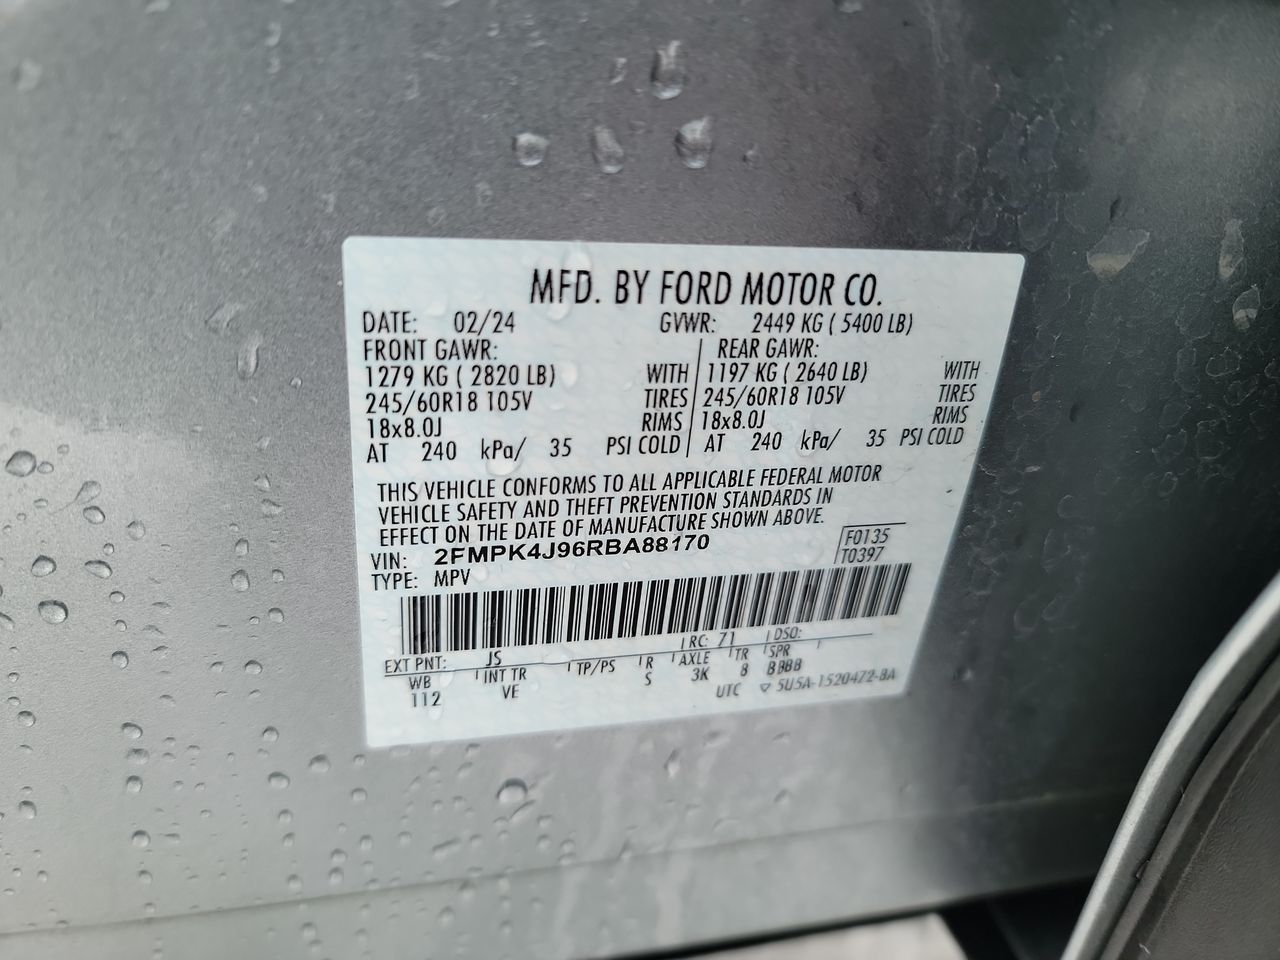 MFD. BY FORD MOTOR CO.
DATE: 02/24 GVWR: 2449 KG ( 5400 LB)
FRONT GAWR: REAR GAWR:
1279 KG ( 2820 LB) WITH 1197 KG ( 2640 LB) WITH
245/60R18 105V TIRES 245/60R18 105V TIRES
18x8.0J RIMS 18x8.0J RIMS
AT 240 kPa/ 35 PSI COLD AT 240 kPa/ 35 PSI COLD
THIS VEHICLE CONFORMS TO ALL APPLICABLE FEDERAL MOTOR
VEHICLE SAFETY AND THEFT PREVENTION STANDARDS IN
EFFECT ON THE DATE OF MANUFACTURE SHOWN ABOVE.
VIN: 2FMPK4J96RBA88170 F0135
TYPE: MPV T0397
EXT PNT: JS RC: 71 DSO:
WB INT TR TP/PS R AXLE TR SPR
112 VE S 3K 8 BBBB
UTC ▽ 5U5A-1520472-BA